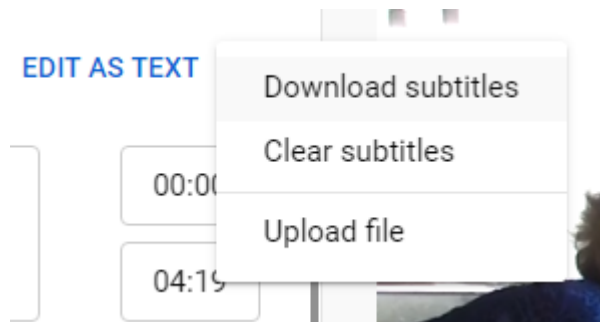 EDIT AS TEXT
Download subtitles
Clear subtitles
Upload file
04:19